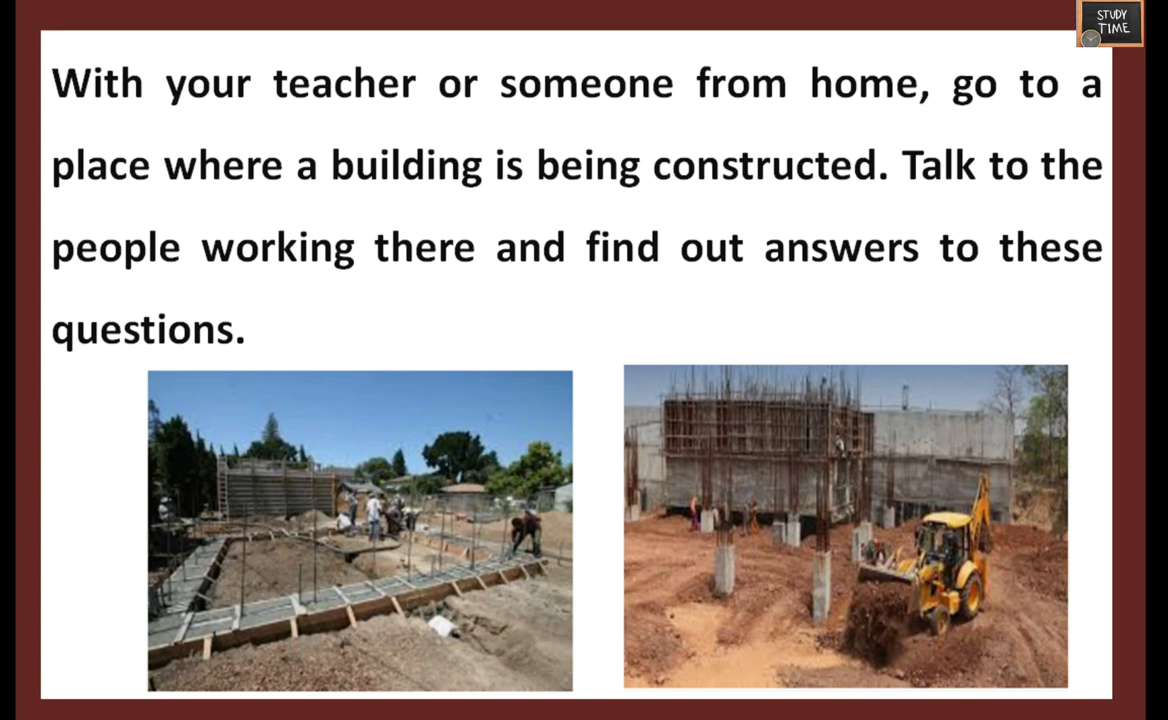 STUDY
TIME
With your teacher or someone from home, go to a
place where a building is being constructed. Talk to the
people working there and find out answers to these
questions.